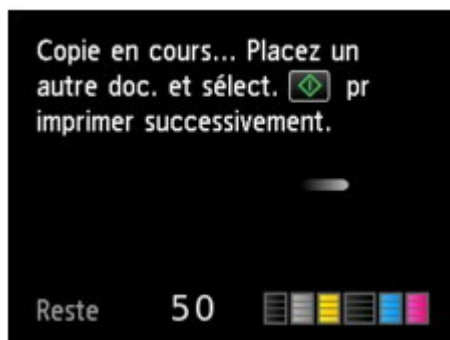 Copie en cours... Placez un
autre doc. et sélect. pr
imprimer successivement.
Reste 50